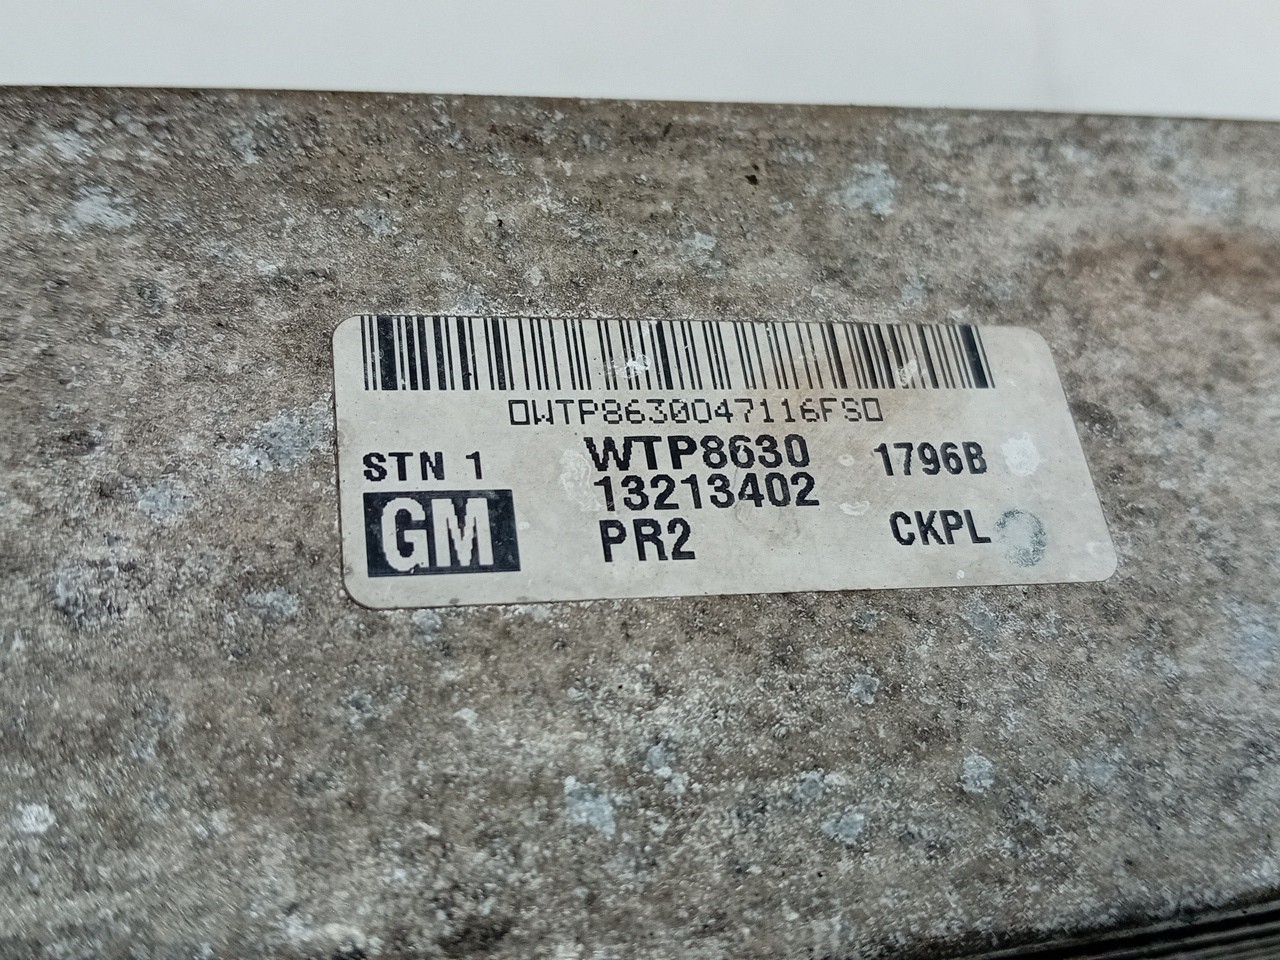 0WTP8630047116FS0
STN 1 WTP8630 1796B
13213402
GM PR2 CKPL